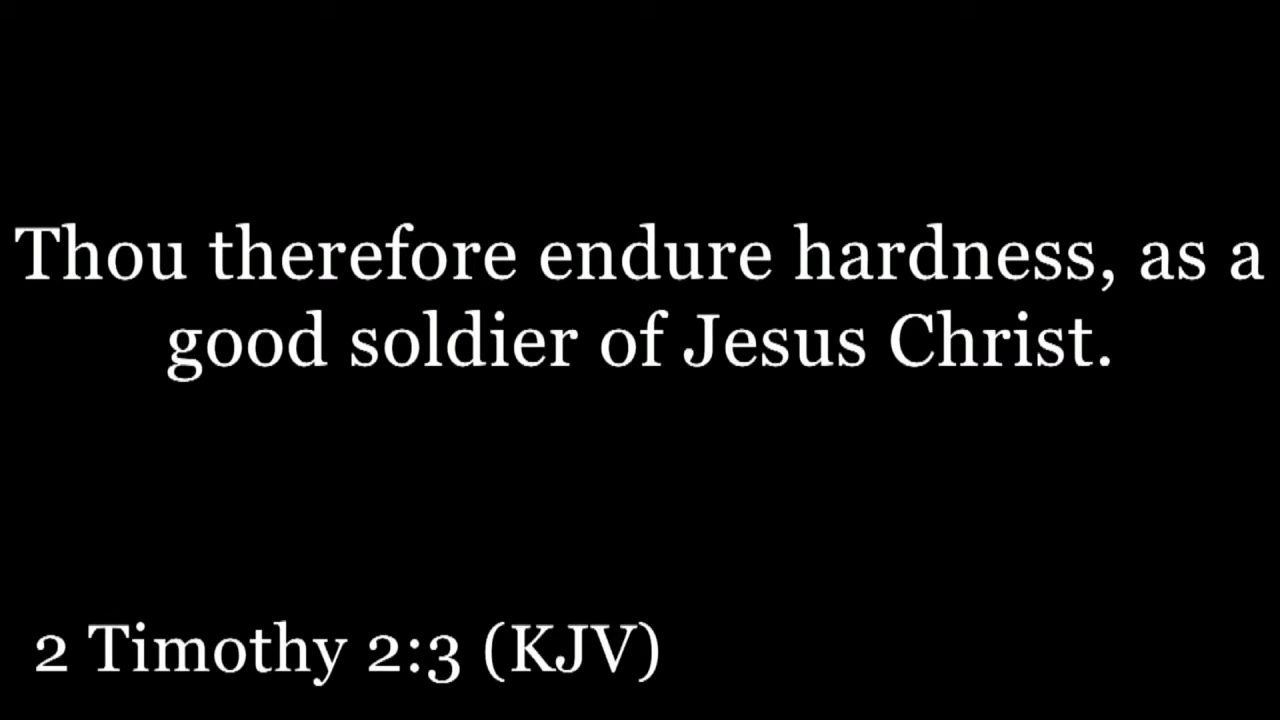 Thou therefore endure hardness, as a
good soldier of Jesus Christ.
2 Timothy 2:3 (KJV)